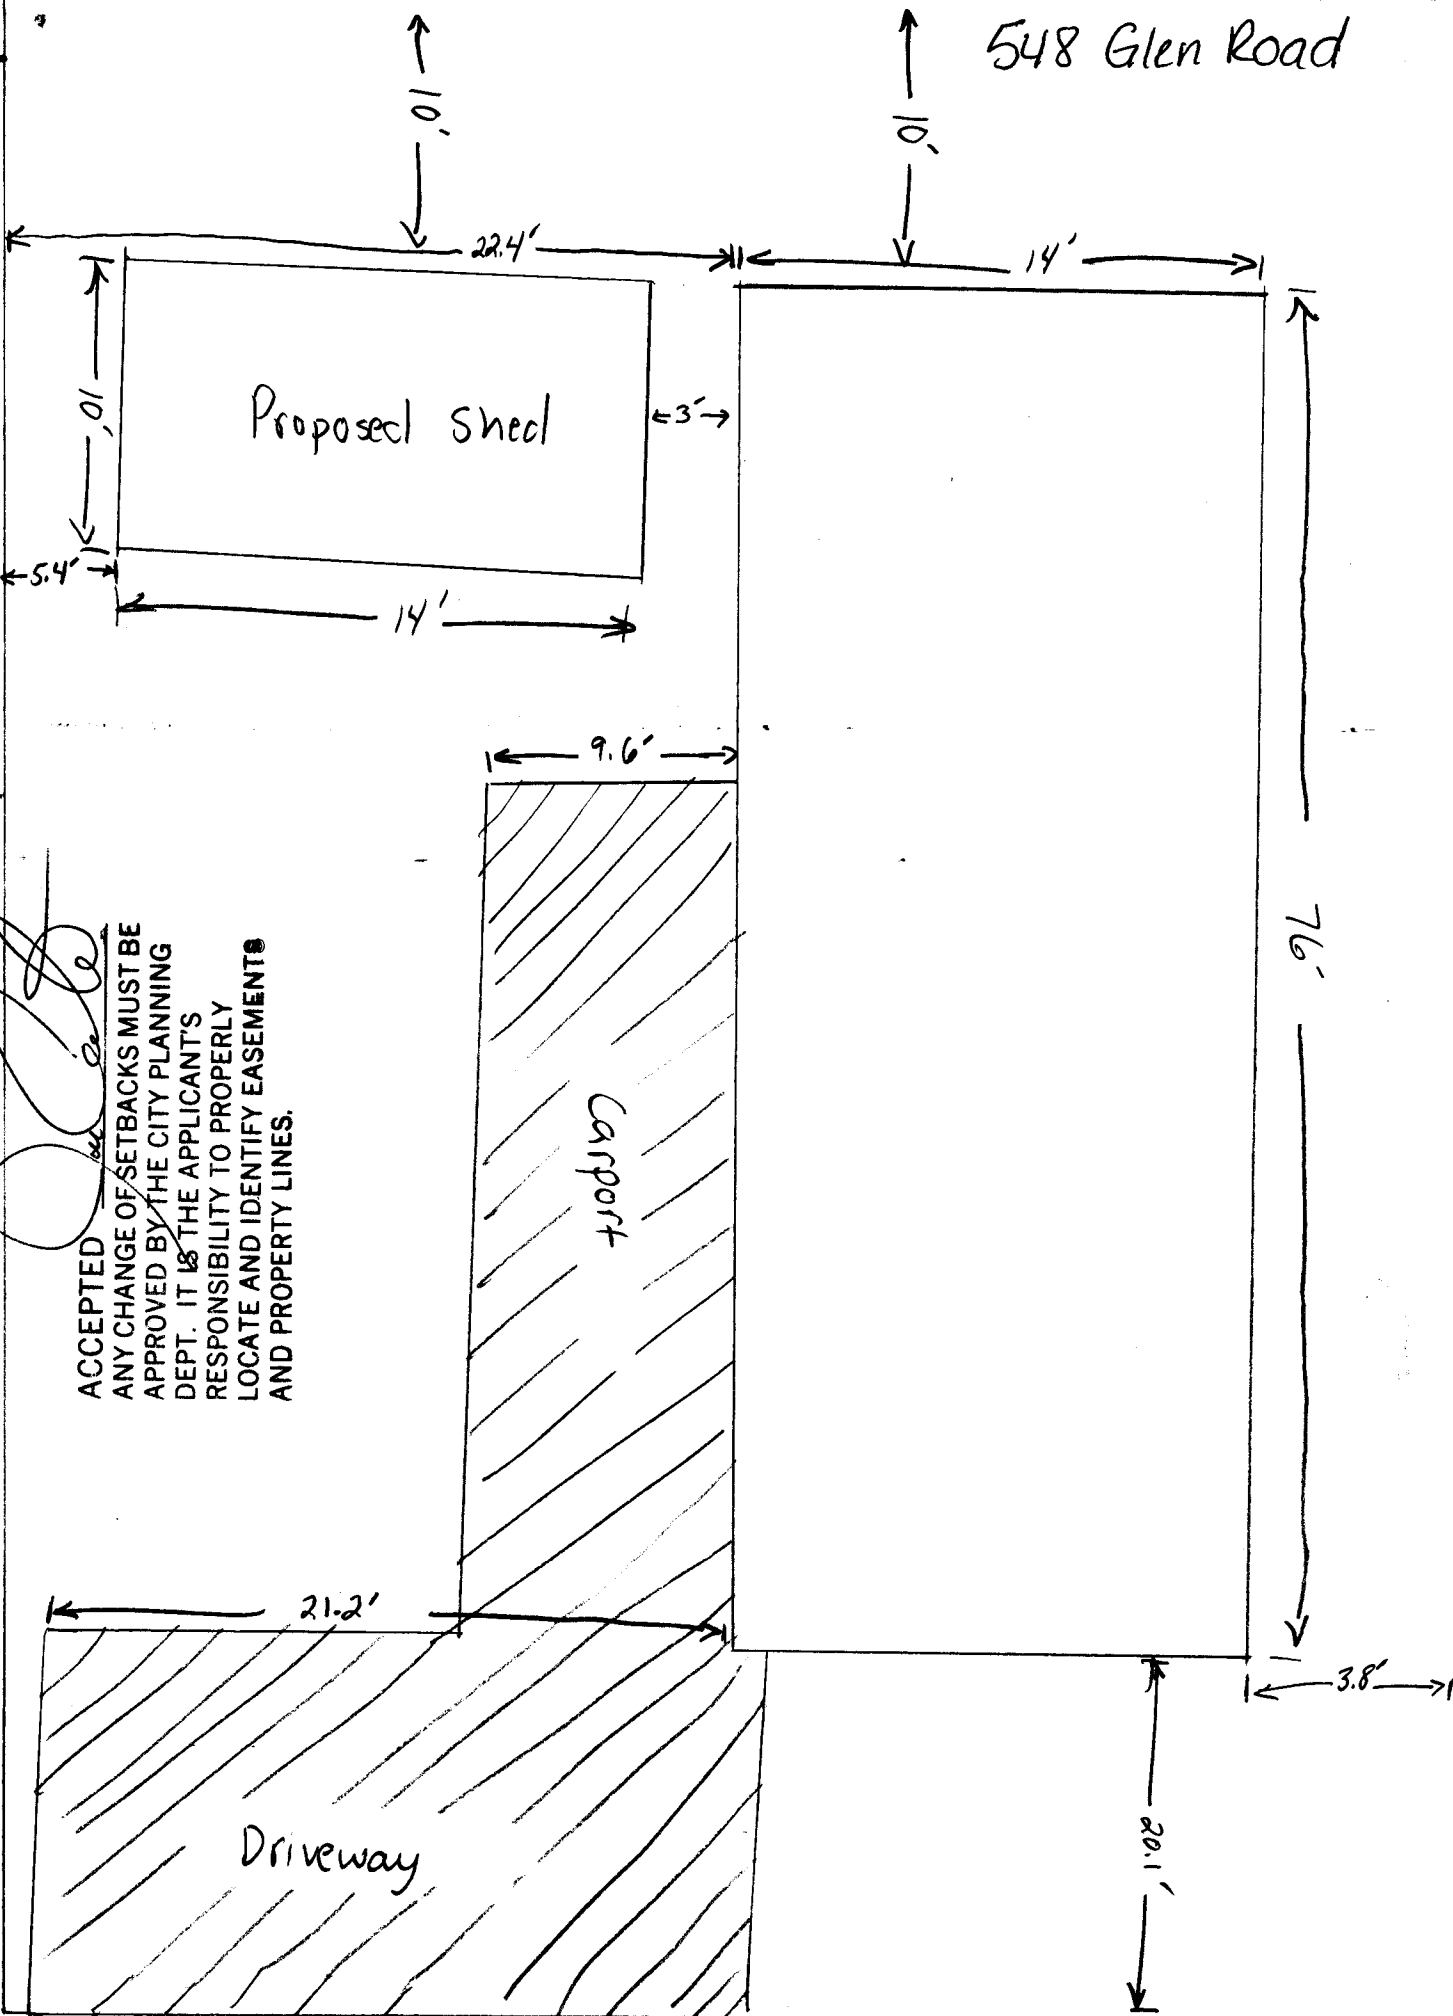 548 Glen Road
10'
10'
22.4'
14'
10'
Proposed Shed
3'
5.4'
14'
9.6'
76'
Carport
ACCEPTED
ANY CHANGE OF SETBACKS MUST BE
APPROVED BY THE CITY PLANNING
DEPT. IT IS THE APPLICANT'S
RESPONSIBILITY TO PROPERLY
LOCATE AND IDENTIFY EASEMENTS
AND PROPERTY LINES.
21.2'
3.8'
20.1'
Driveway